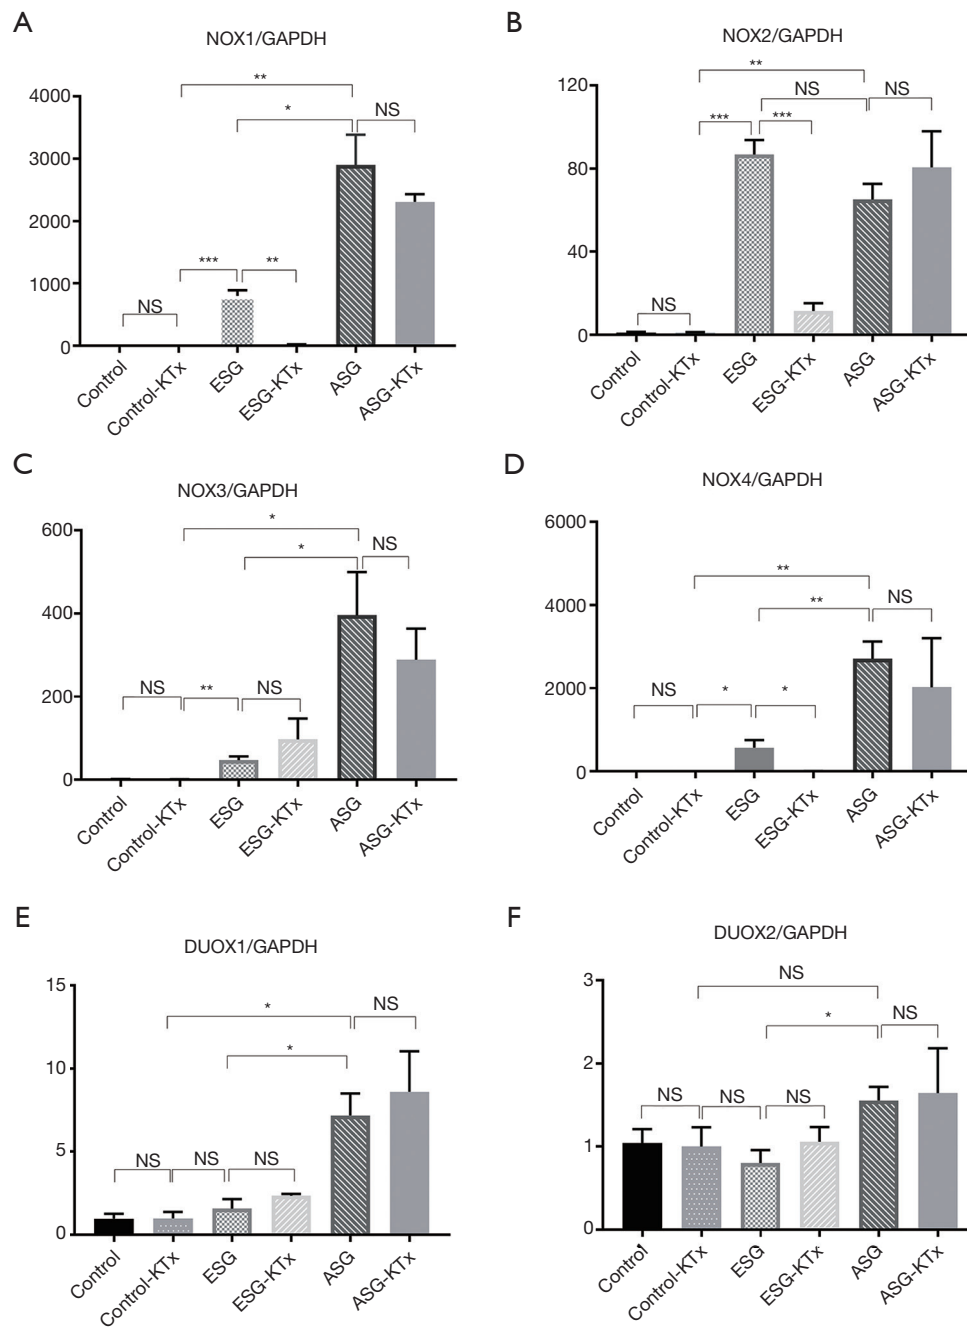 A
NOX1/GAPDH
**
*
NS
***
**
NS
4000
3000
2000
1000
0
Control
Control-KTx
ESG
ESG-KTx
ASG
ASG-KTx
B
NOX2/GAPDH
**
NS
NS
***
***
NS
120
80
40
0
Control
Control-KTx
ESG
ESG-KTx
ASG
ASG-KTx
C
NOX3/GAPDH
*
*
NS
NS
**
NS
600
400
200
0
Control
Control-KTx
ESG
ESG-KTx
ASG
ASG-KTx
D
NOX4/GAPDH
**
**
NS
NS
*
*
6000
4000
2000
0
Control
Control-KTx
ESG
ESG-KTx
ASG
ASG-KTx
E
DUOX1/GAPDH
*
NS
*
NS
NS
NS
15
10
5
0
Control
Control-KTx
ESG
ESG-KTx
ASG
ASG-KTx
F
DUOX2/GAPDH
NS
*
NS
NS
NS
NS
3
2
1
0
Control
Control-KTx
ESG
ESG-KTx
ASG
ASG-KTx